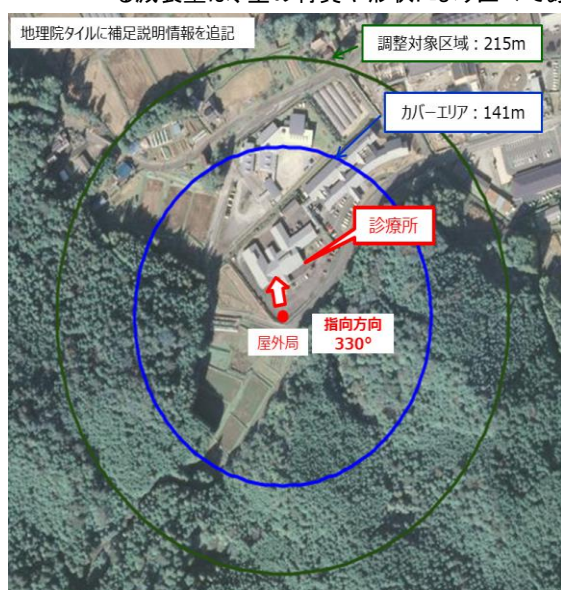 地理院タイルに補足説明情報を追記
調整対象区域：215m
カバーエリア：141m
診療所
屋外局
指向方向
330°